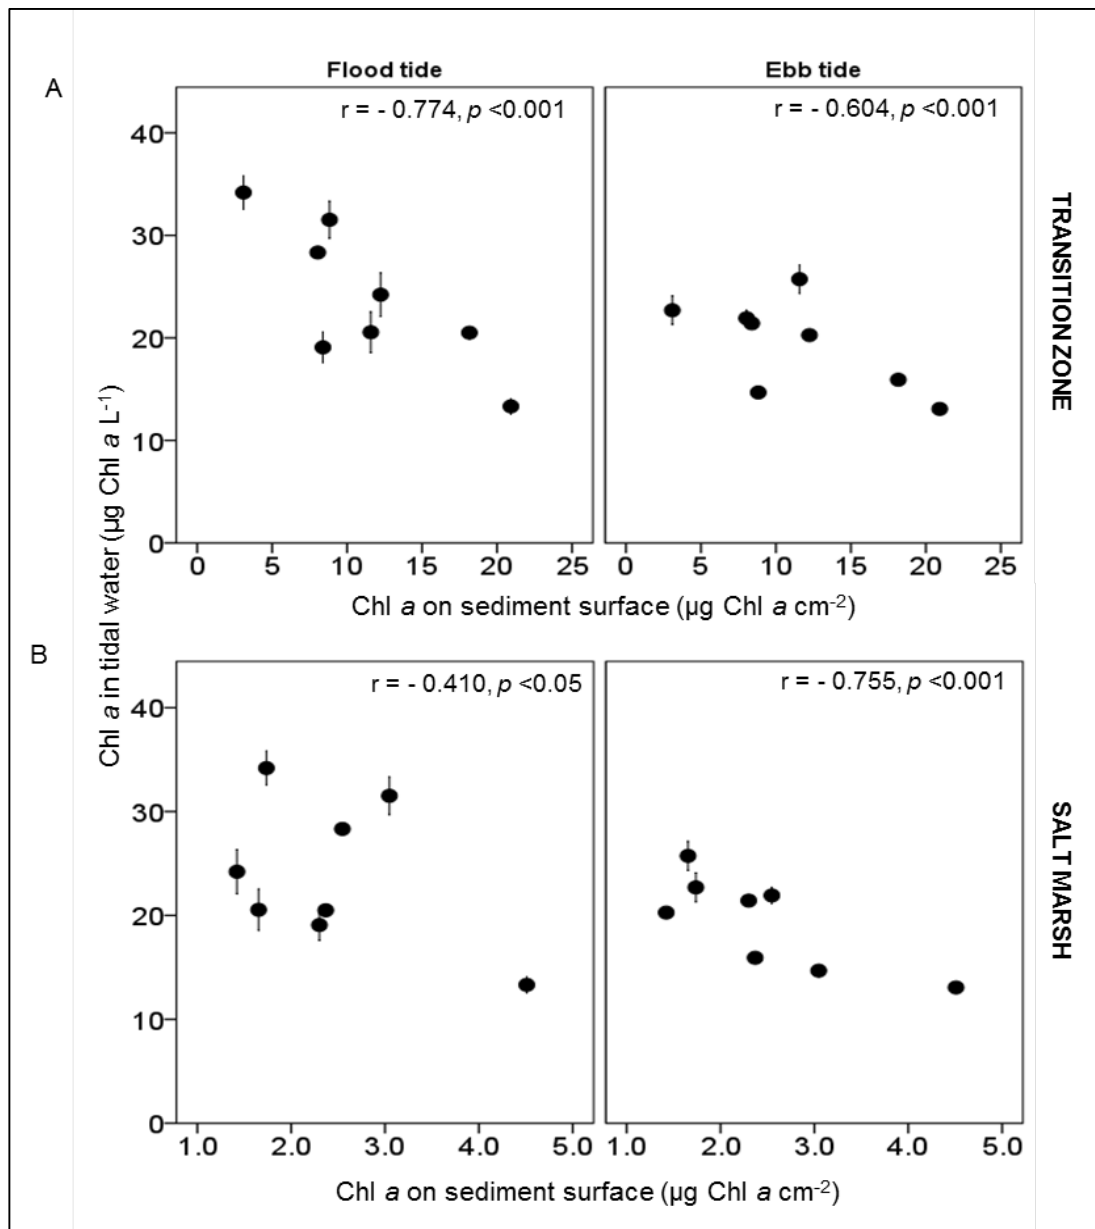 Flood tide
Ebb tide
A
r = - 0.774, p <0.001
r = - 0.604, p <0.001
40
30
20
10
0
0 5 10 15 20 25
0 5 10 15 20 25
Chl a on sediment surface (µg Chl a cm-2)
TRANSITION ZONE
Chl a in tidal water (µg Chl a L-1)
B
r = - 0.410, p <0.05
r = - 0.755, p <0.001
40
30
20
10
0
1.0 2.0 3.0 4.0 5.0
1.0 2.0 3.0 4.0 5.0
Chl a on sediment surface (µg Chl a cm-2)
SALT MARSH